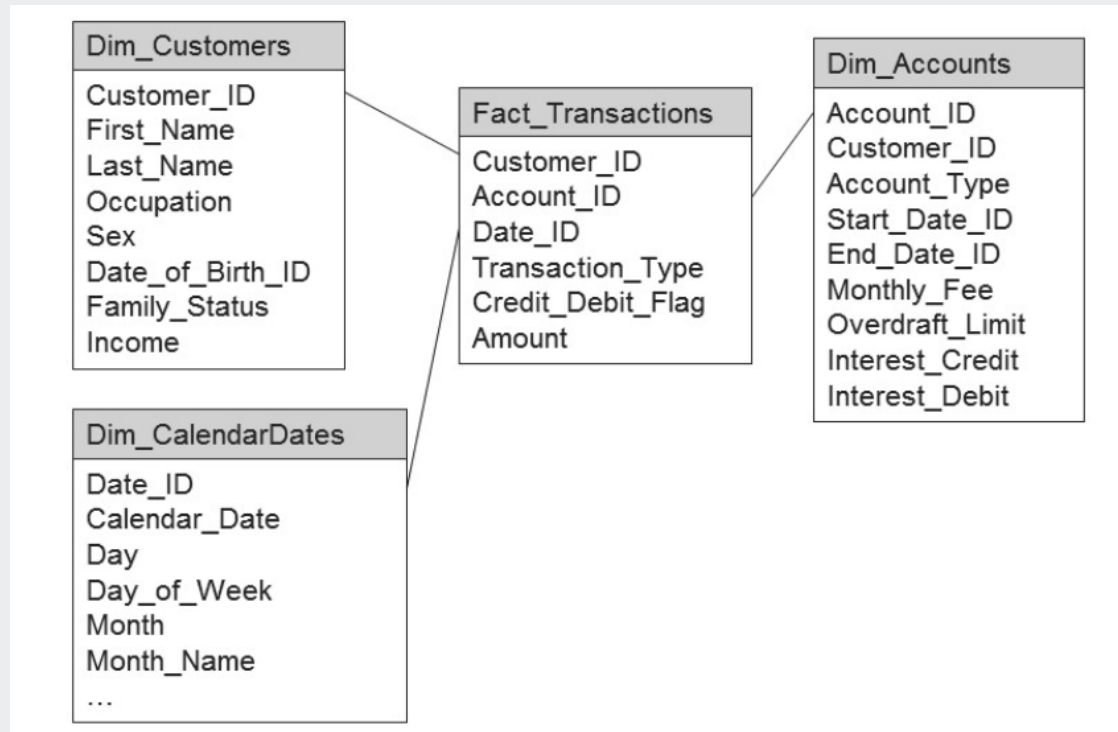 Dim_Customers
Customer_ID
First_Name
Last_Name
Occupation
Sex
Date_of_Birth_ID
Family_Status
Income
Fact_Transactions
Customer_ID
Account_ID
Date_ID
Transaction_Type
Credit_Debit_Flag
Amount
Dim_Accounts
Account_ID
Customer_ID
Account_Type
Start_Date_ID
End_Date_ID
Monthly_Fee
Overdraft_Limit
Interest_Credit
Interest_Debit
Dim_CalendarDates
Date_ID
Calendar_Date
Day
Day_of_Week
Month
Month_Name
...